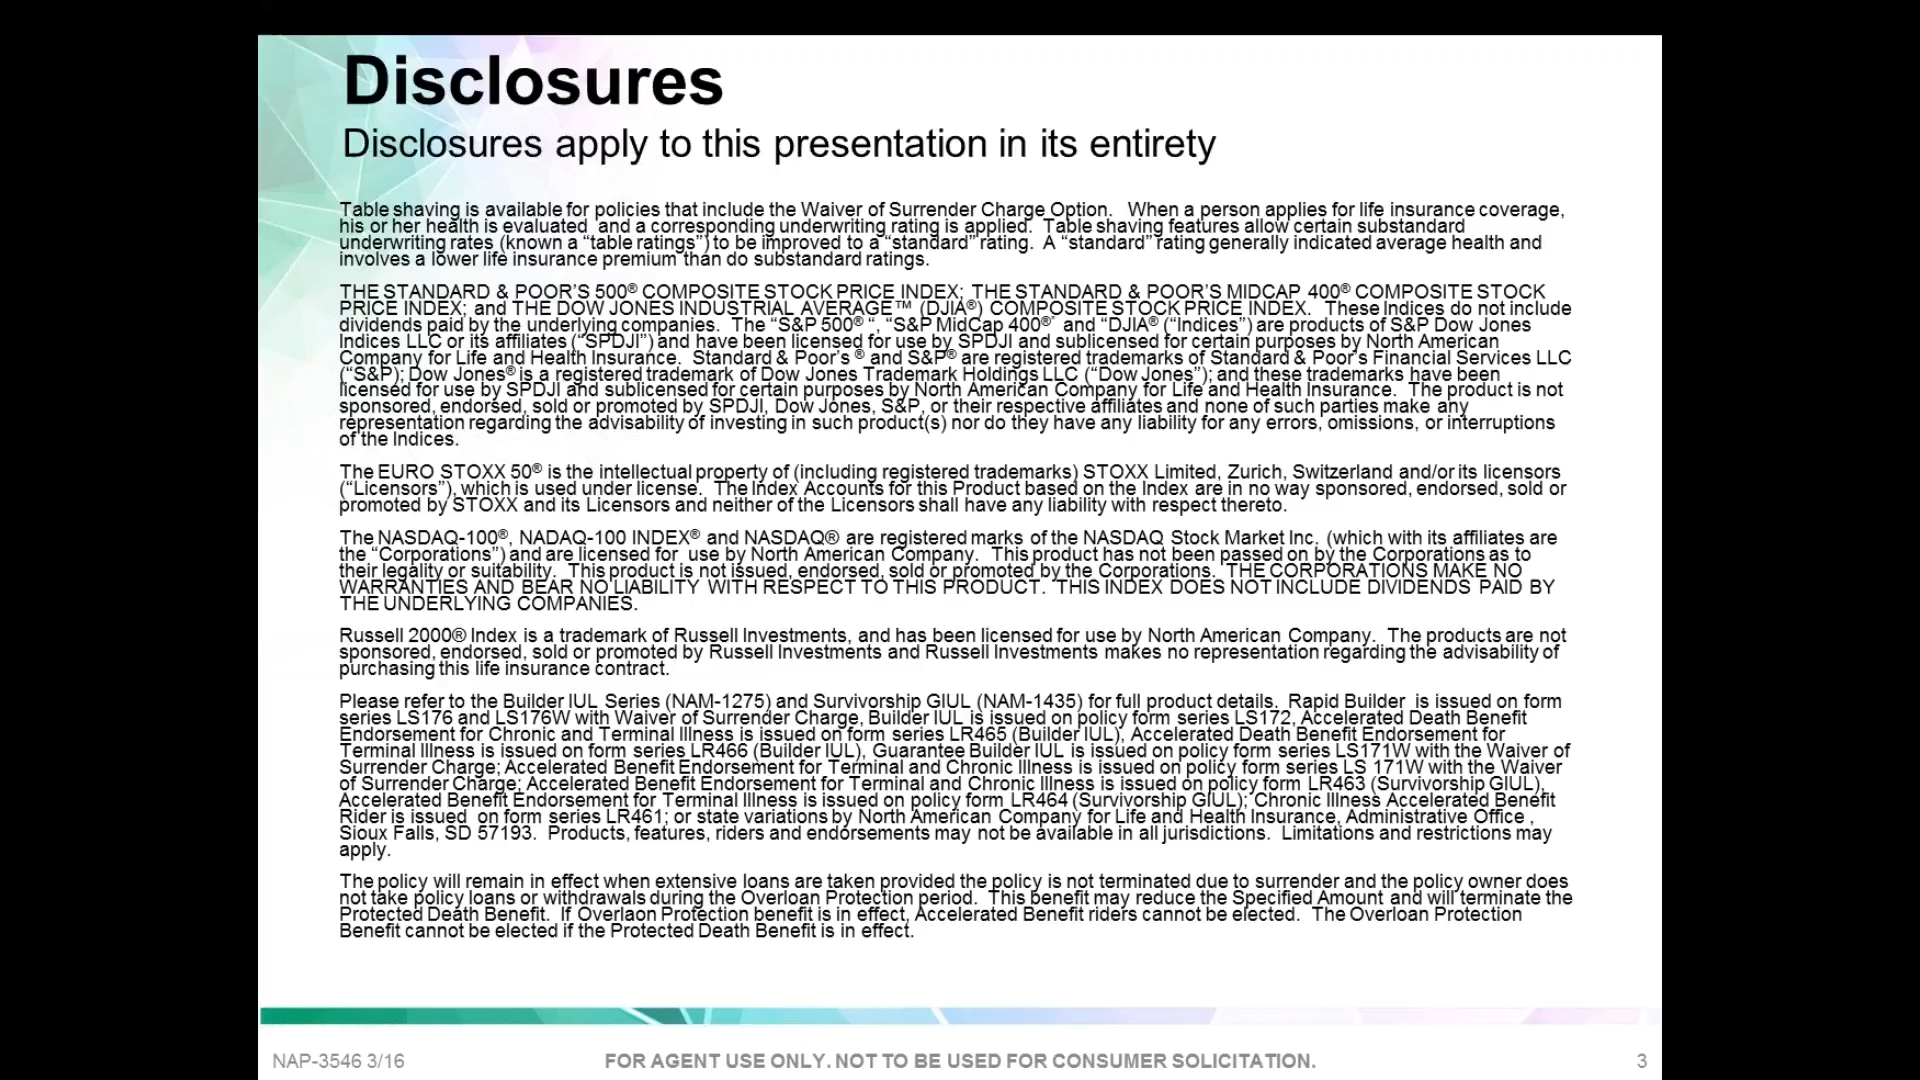 Disclosures
Disclosures apply to this presentation in its entirety
Table shaving is available for policies that include the Waiver of Surrender Charge Option. When a person applies for life insurance coverage,
his or her health is evaluated and a corresponding underwriting rating is applied. Table shaving features allow certain substandard
underwriting rates (known a “table ratings”) to be improved to a “standard” rating. A “standard” rating generally indicated average health and
involves a lower life insurance premium than do substandard ratings.
THE STANDARD & POOR’S 500® COMPOSITE STOCK PRICE INDEX; THE STANDARD & POOR’S MIDCAP 400® COMPOSITE STOCK
PRICE INDEX; and THE DOW JONES INDUSTRIAL AVERAGE™ (DJIA®) COMPOSITE STOCK PRICE INDEX. These Indices do not include
dividends paid by the underlying companies. The “S&P 500® “, “S&P MidCap 400®” and “DJIA® (“Indices”) are products of S&P Dow Jones
Indices LLC or its affiliates (“SPDJI”) and have been licensed for use by SPDJI and sublicensed for certain purposes by North American
Company for Life and Health Insurance. Standard & Poor’s ® and S&P® are registered trademarks of Standard & Poor’s Financial Services LLC
(“S&P); Dow Jones® is a registered trademark of Dow Jones Trademark Holdings LLC (“Dow Jones”); and these trademarks have been
licensed for use by SPDJI and sublicensed for certain purposes by North American Company for Life and Health Insurance. The product is not
sponsored, endorsed, sold or promoted by SPDJI, Dow Jones, S&P, or their respective affiliates and none of such parties make any
representation regarding the advisability of investing in such product(s) nor do they have any liability for any errors, omissions, or interruptions
of the Indices.
The EURO STOXX 50® is the intellectual property of (including registered trademarks) STOXX Limited, Zurich, Switzerland and/or its licensors
(“Licensors”), which is used under license. The Index Accounts for this Product based on the Index are in no way sponsored, endorsed, sold or
promoted by STOXX and its Licensors and neither of the Licensors shall have any liability with respect thereto.
The NASDAQ-100®, NADAQ-100 INDEX® and NASDAQ® are registered marks of the NASDAQ Stock Market Inc. (which with its affiliates are
the “Corporations”) and are licensed for use by North American Company. This product has not been passed on by the Corporations as to
their legality or suitability. This product is not issued, endorsed, sold or promoted by the Corporations. THE CORPORATIONS MAKE NO
WARRANTIES AND BEAR NO LIABILITY WITH RESPECT TO THIS PRODUCT. THIS INDEX DOES NOT INCLUDE DIVIDENDS PAID BY
THE UNDERLYING COMPANIES.
Russell 2000® Index is a trademark of Russell Investments, and has been licensed for use by North American Company. The products are not
sponsored, endorsed, sold or promoted by Russell Investments and Russell Investments makes no representation regarding the advisability of
purchasing this life insurance contract.
Please refer to the Builder IUL Series (NAM-1275) and Survivorship GIUL (NAM-1435) for full product details. Rapid Builder is issued on form
series LS176 and LS176W with Waiver of Surrender Charge, Builder IUL is issued on policy form series LS172, Accelerated Death Benefit
Endorsement for Chronic and Terminal Illness is issued on form series LR465 (Builder IUL), Accelerated Death Benefit Endorsement for
Terminal Illness is issued on form series LR466 (Builder IUL), Guarantee Builder IUL is issued on policy form series LS171W with the Waiver of
Surrender Charge; Accelerated Benefit Endorsement for Terminal and Chronic Illness is issued on policy form series LS 171W with the Waiver
of Surrender Charge; Accelerated Benefit Endorsement for Terminal and Chronic Illness is issued on policy form LR463 (Survivorship GIUL),
Accelerated Benefit Endorsement for Terminal Illness is issued on policy form LR464 (Survivorship GIUL); Chronic Illness Accelerated Benefit
Rider is issued on form series LR461; or state variations by North American Company for Life and Health Insurance, Administrative Office ,
Sioux Falls, SD 57193. Products, features, riders and endorsements may not be available in all jurisdictions. Limitations and restrictions may
apply.
The policy will remain in effect when extensive loans are taken provided the policy is not terminated due to surrender and the policy owner does
not take policy loans or withdrawals during the Overloan Protection period. This benefit may reduce the Specified Amount and will terminate the
Protected Death Benefit. If Overlaon Protection benefit is in effect, Accelerated Benefit riders cannot be elected. The Overloan Protection
Benefit cannot be elected if the Protected Death Benefit is in effect.
NAP-3546 3/16
FOR AGENT USE ONLY. NOT TO BE USED FOR CONSUMER SOLICITATION.
3